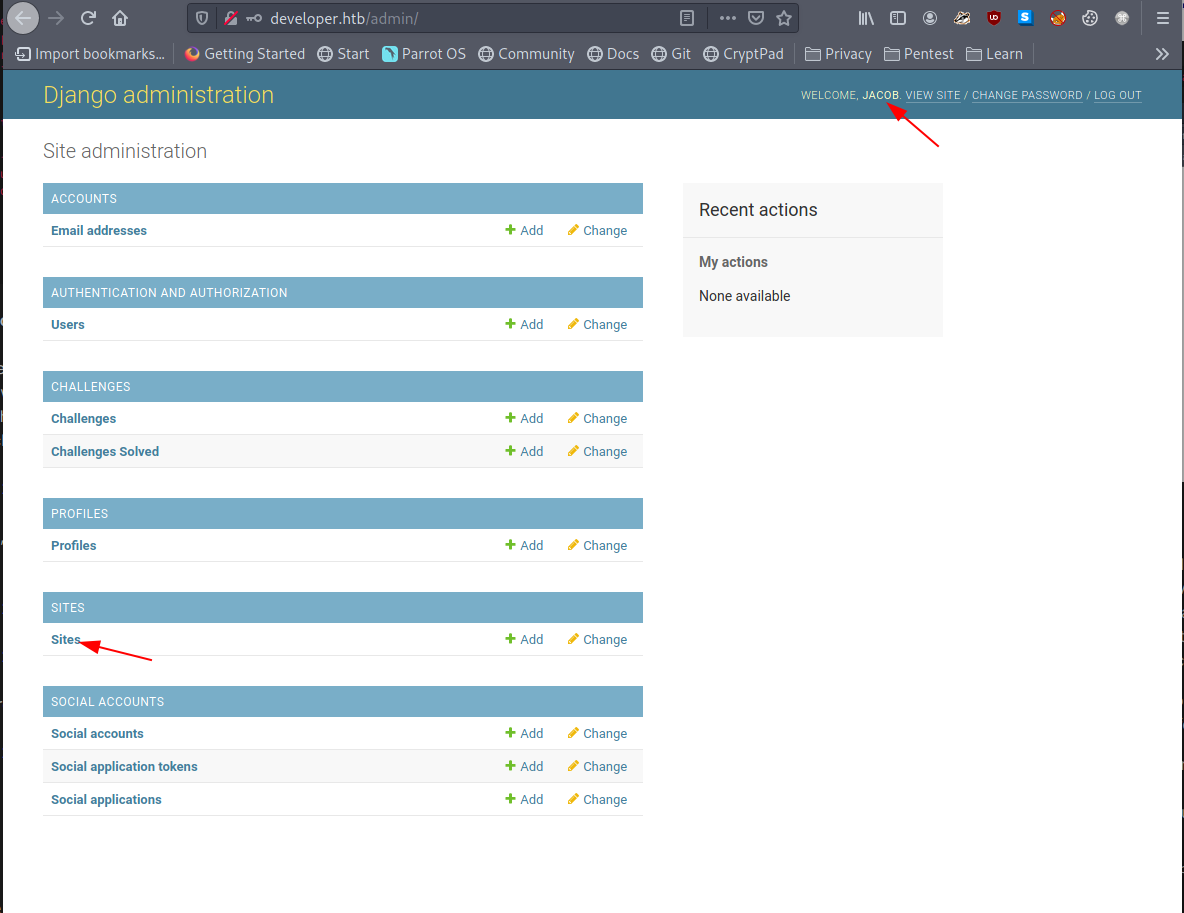 developer.htb/admin/
Import bookmarks... Getting Started Start Parrot OS Community Docs Git CryptPad Privacy Pentest Learn
Django administration
WELCOME, JACOB. VIEW SITE / CHANGE PASSWORD / LOG OUT
Site administration
ACCOUNTS
Email addresses Add Change
AUTHENTICATION AND AUTHORIZATION
Users Add Change
CHALLENGES
Challenges Add Change
Challenges Solved Add Change
PROFILES
Profiles Add Change
SITES
Sites Add Change
SOCIAL ACCOUNTS
Social accounts Add Change
Social application tokens Add Change
Social applications Add Change
Recent actions
My actions
None available